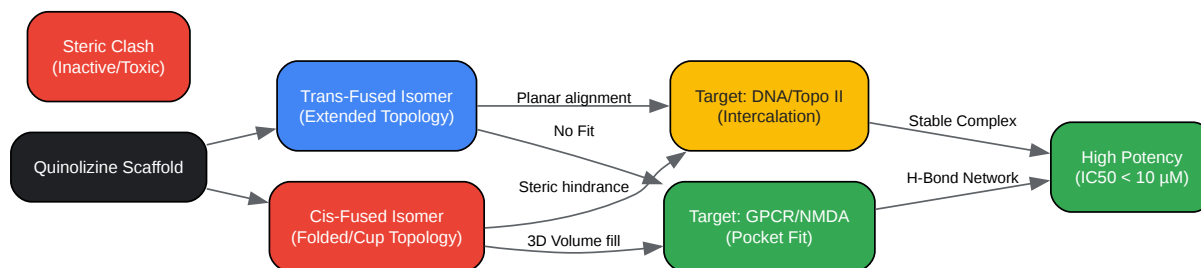 Steric Clash
(Inactive/Toxic)
Quinolizine Scaffold
Trans-Fused Isomer
(Extended Topology)
Cis-Fused Isomer
(Folded/Cup Topology)
Planar alignment
No Fit
Steric hindrance
3D Volume fill
Target: DNA/Topo II
(Intercalation)
Target: GPCR/NMDA
(Pocket Fit)
Stable Complex
H-Bond Network
High Potency
(IC50 < 10 µM)